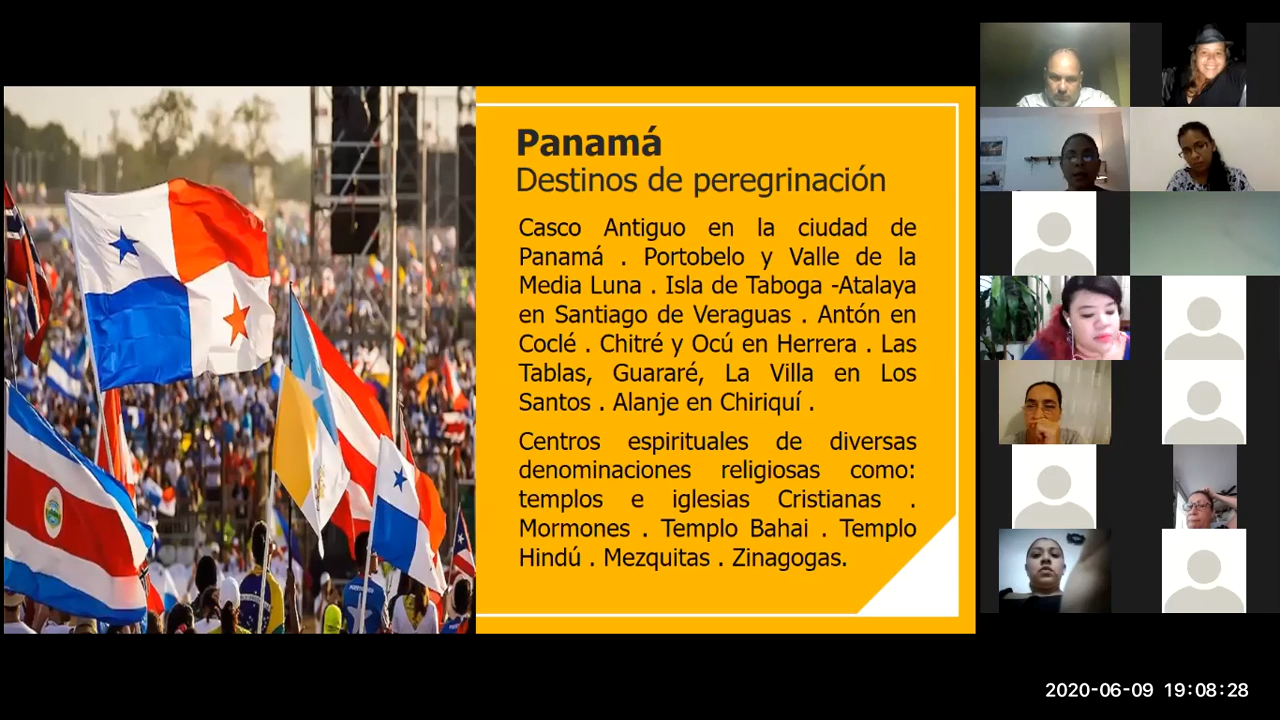 Panamá
Destinos de peregrinación
Casco Antiguo en la ciudad de
Panamá . Portobelo y Valle de la
Media Luna . Isla de Taboga -Atalaya
en Santiago de Veraguas . Antón en
Coclé . Chitré y Ocú en Herrera . Las
Tablas, Guararé, La Villa en Los
Santos . Alanje en Chiriquí .
Centros espirituales de diversas
denominaciones religiosas como:
templos e iglesias Cristianas .
Mormones . Templo Bahai . Templo
Hindú . Mezquitas . Zinagogas.
2020-06-09 19:08:28